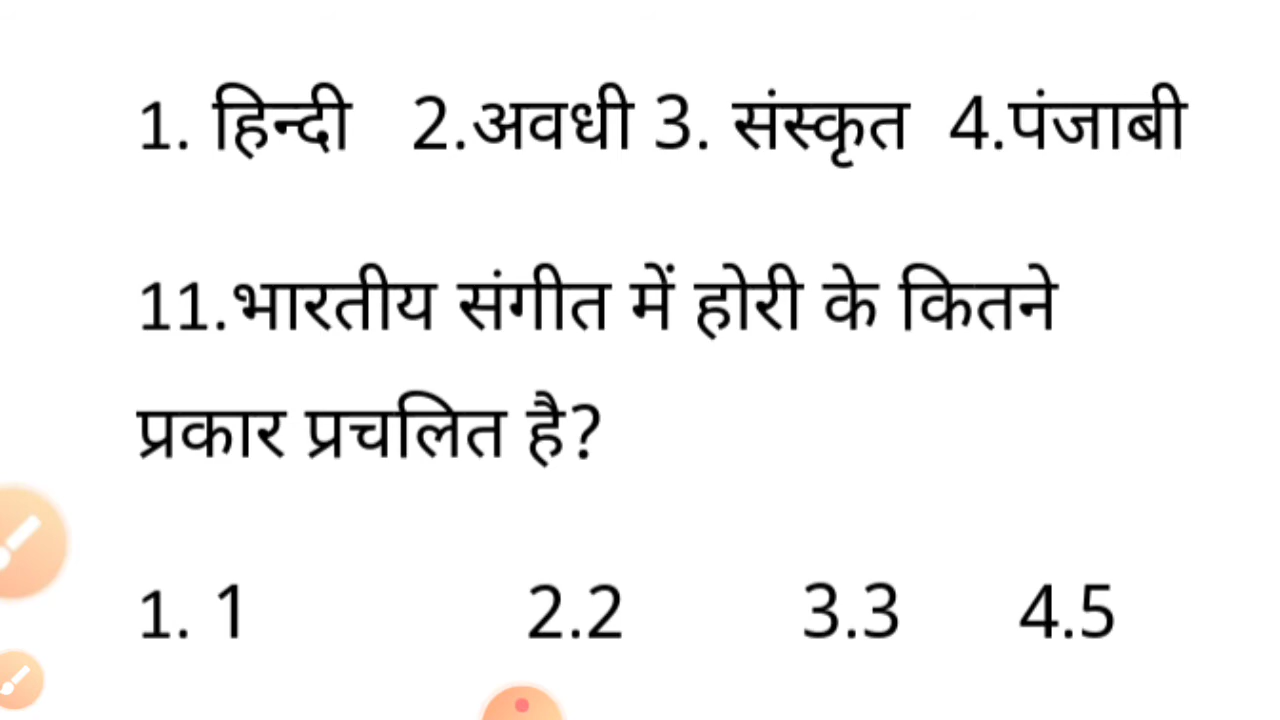 1. हिन्दी 2.अवधी 3. संस्कृत 4.पंजाबी
11.भारतीय संगीत में होरी के कितने
प्रकार प्रचलित है?
1. 1 2.2 3.3 4.5